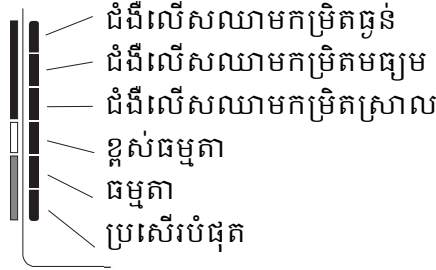 ជំងឺលើសឈាមកម្រិតធ្ងន់
ជំងឺលើសឈាមកម្រិតមធ្យម
ជំងឺលើសឈាមកម្រិតស្រាល
ខ្ពស់ធម្មតា
ធម្មតា
ប្រសើរបំផុត